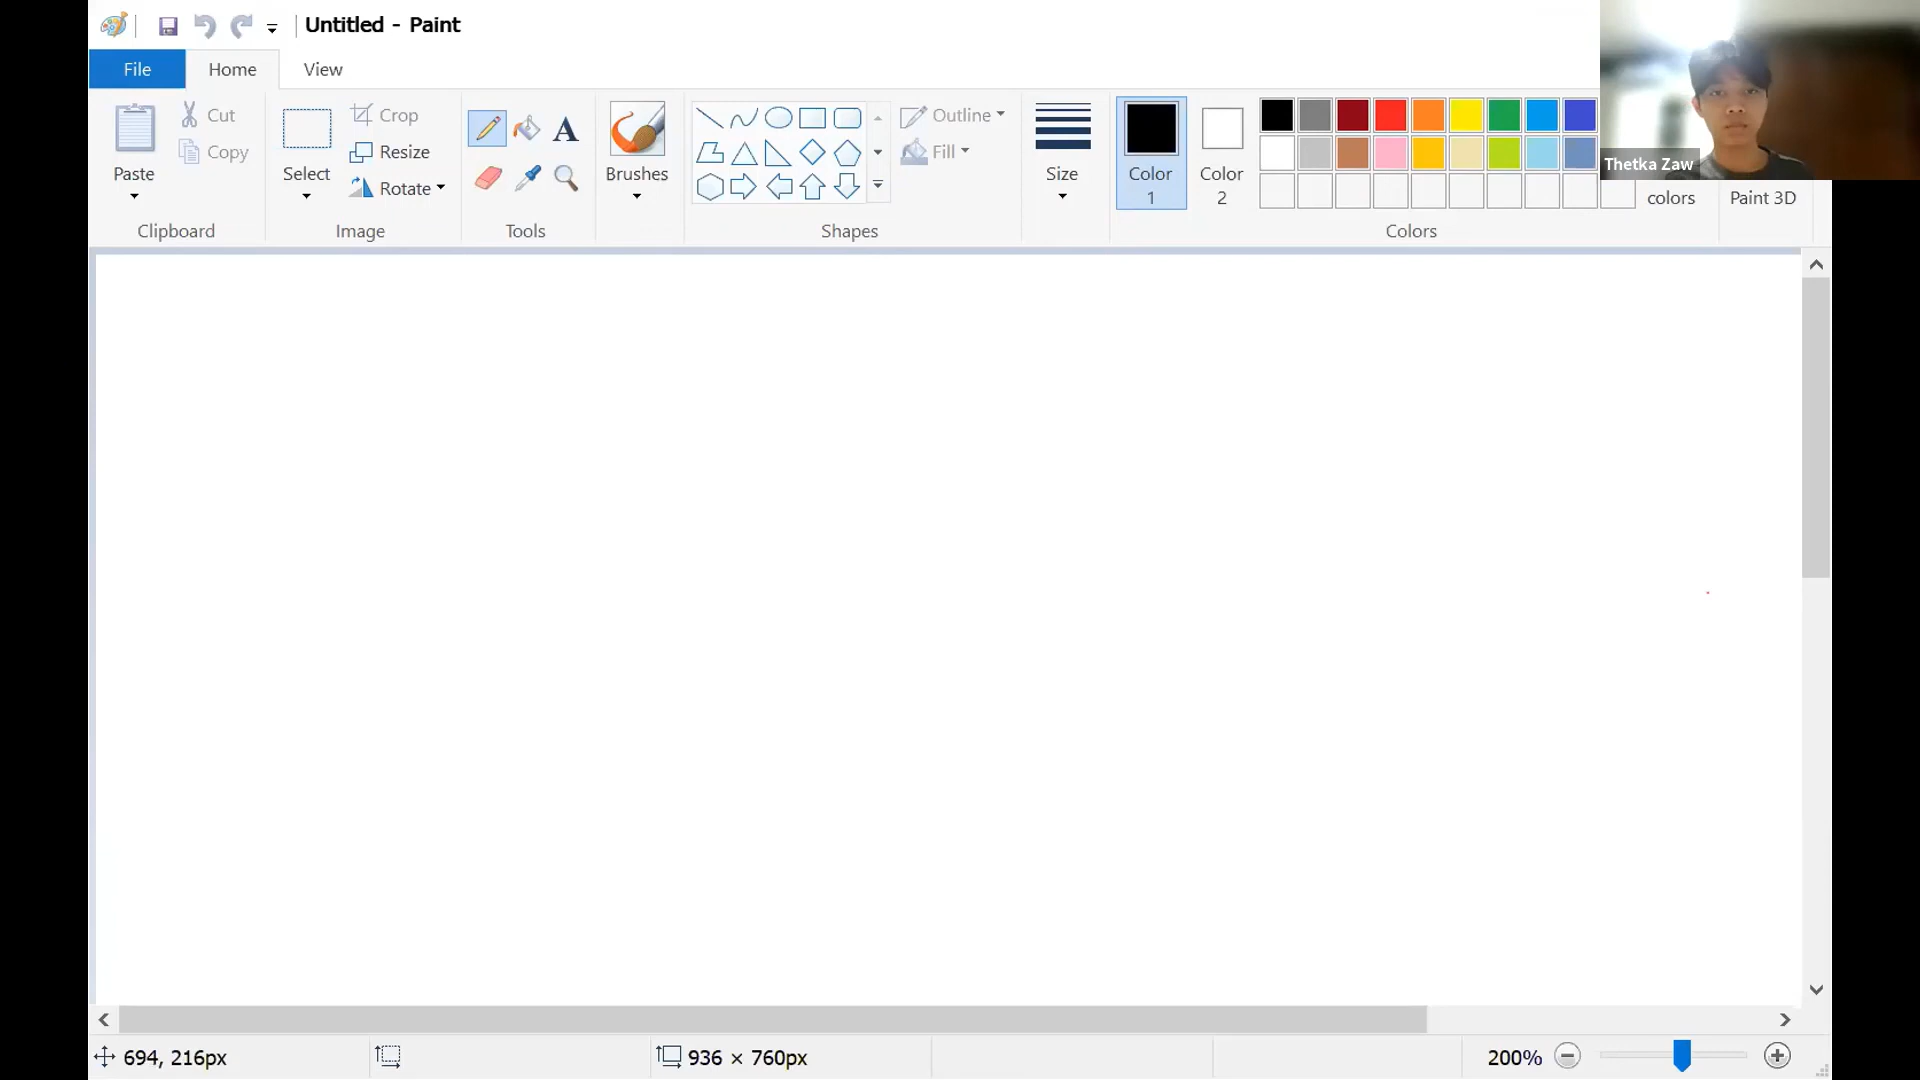 Untitled - Paint
File Home View
Cut Crop Outline
Copy Resize Fill
Paste Select Rotate Brushes Size Color 1 Color 2 colors Paint 3D
Thetka Zaw
Clipboard Image Tools Shapes Colors
694, 216px 936 × 760px 200%